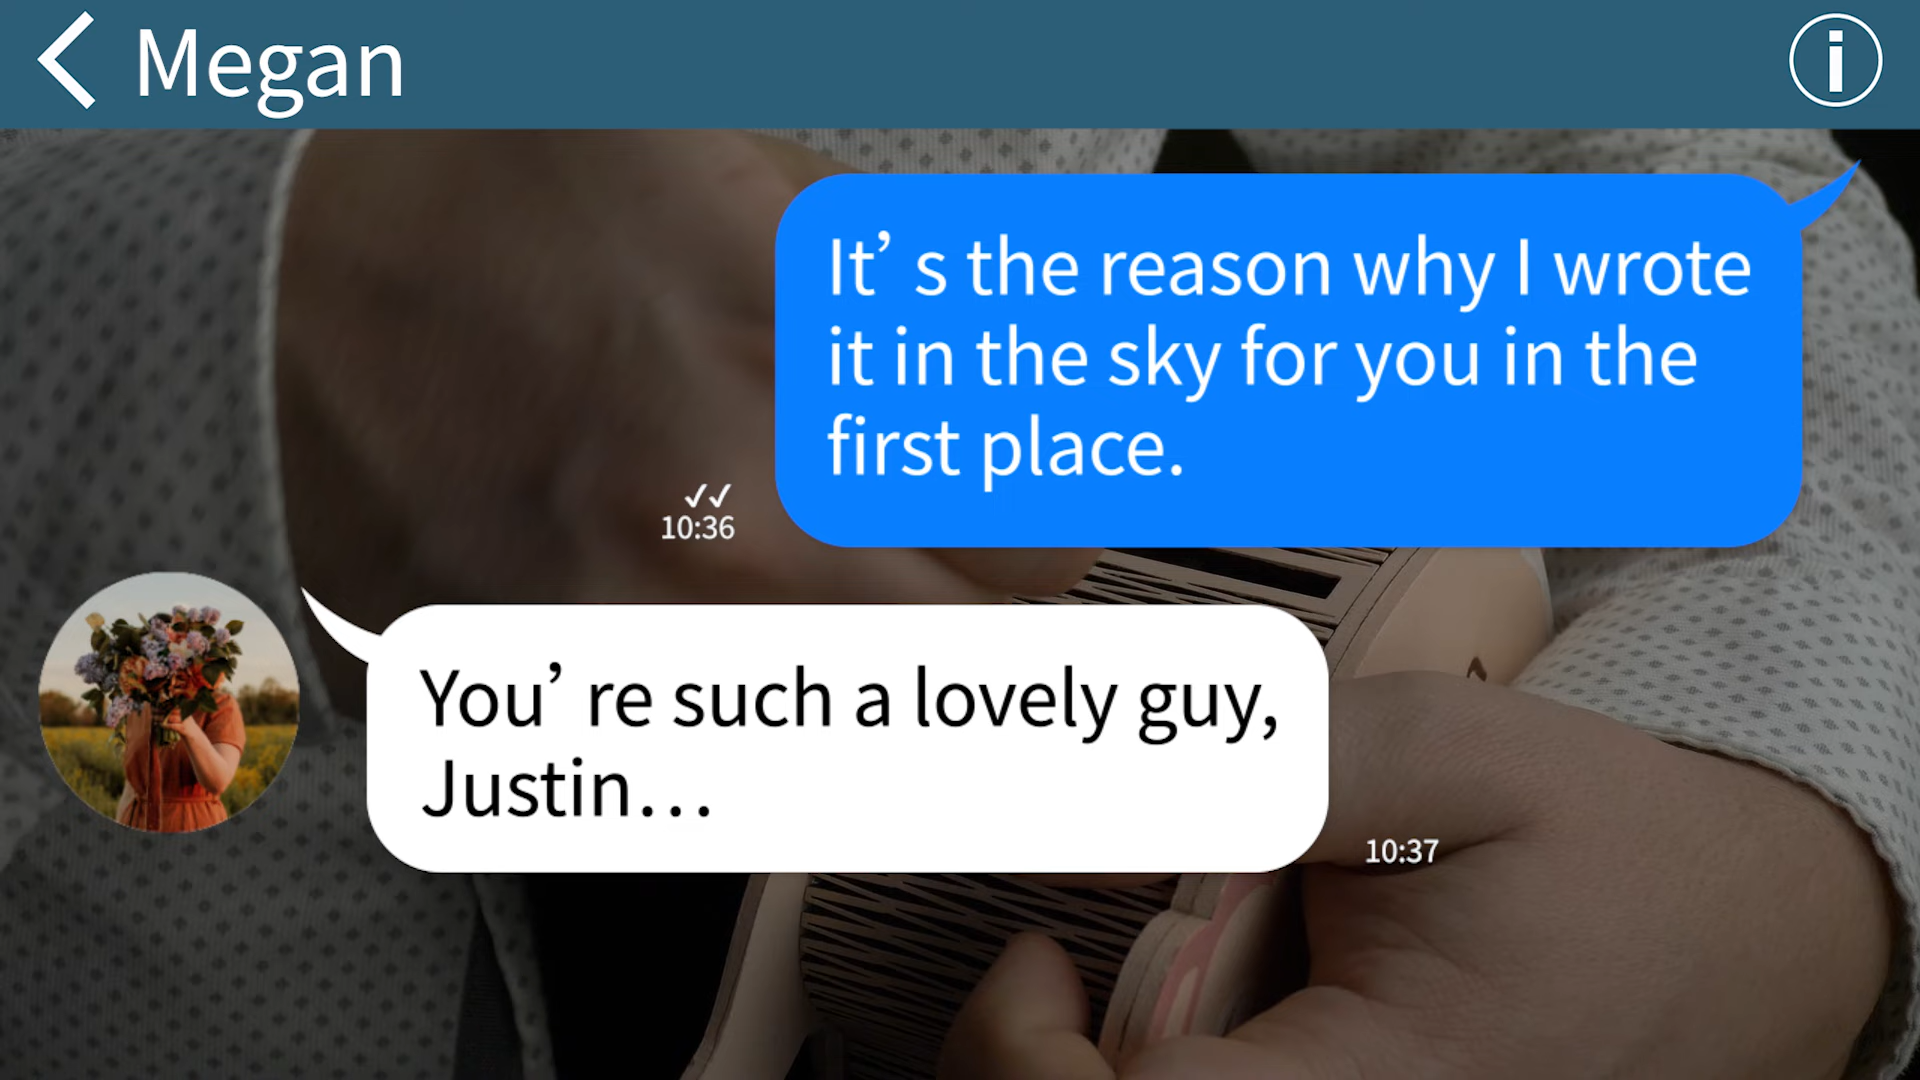 Megan
It’s the reason why I wrote
it in the sky for you in the
first place.
✓✓
10:36
You’re such a lovely guy,
Justin…
10:37